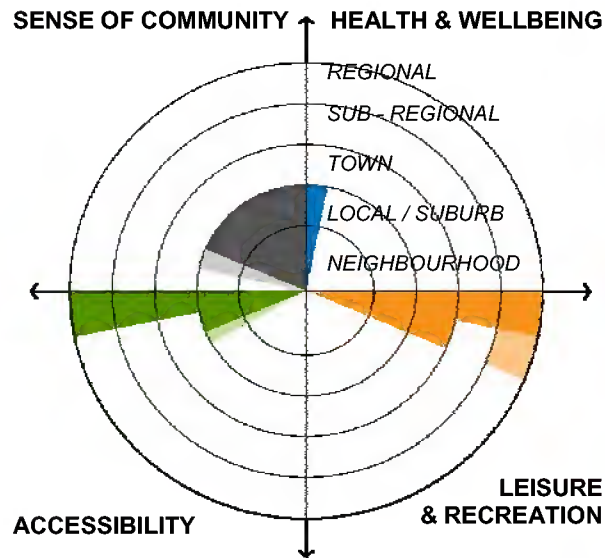 SENSE OF COMMUNITY
HEALTH & WELLBEING
REGIONAL
SUB - REGIONAL
TOWN
LOCAL / SUBURB
NEIGHBOURHOOD
ACCESSIBILITY
LEISURE
& RECREATION